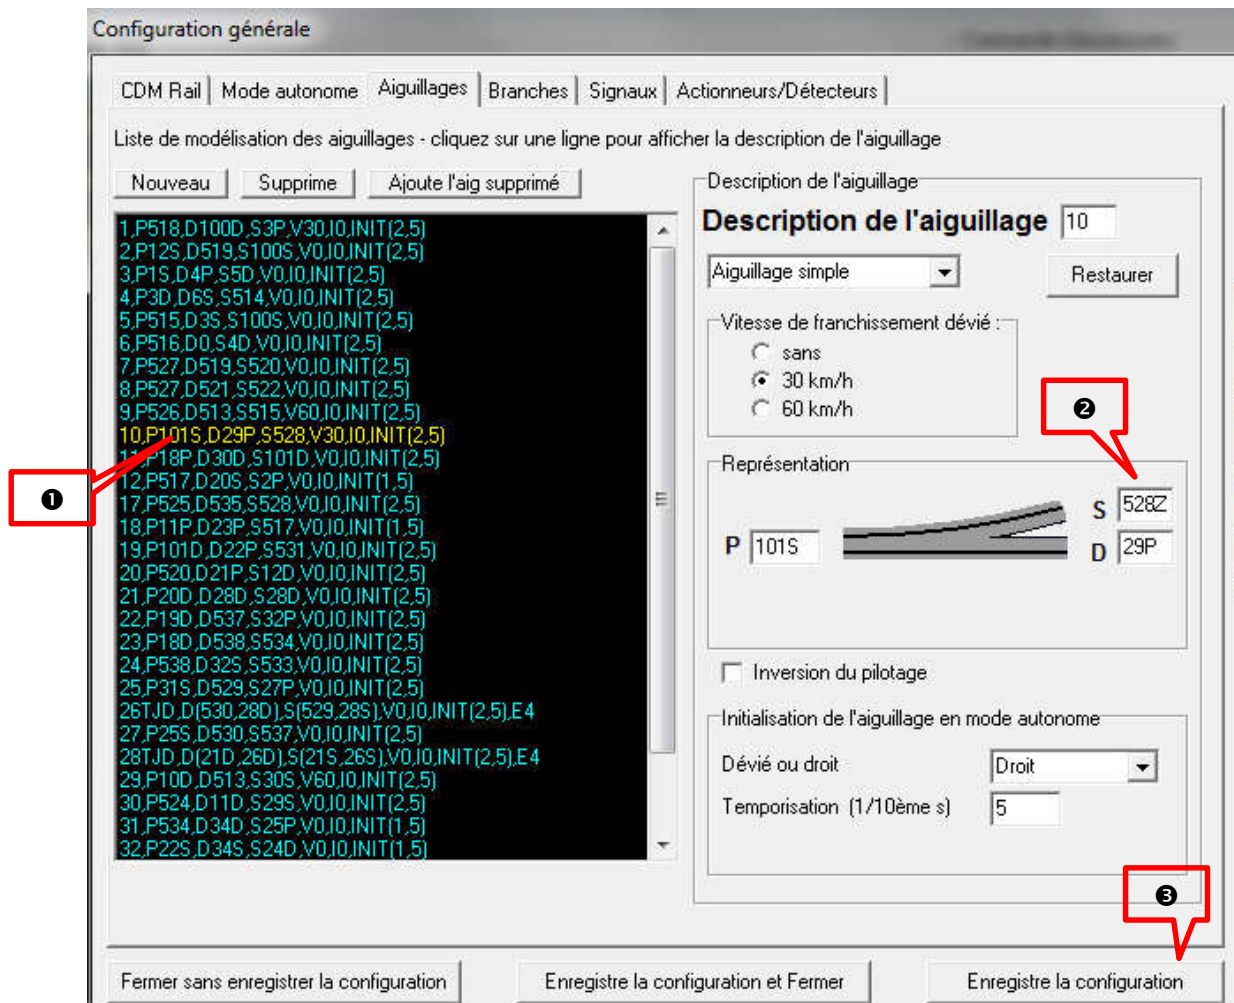 Configuration générale
CDM Rail Mode autonome Aiguillages Branches Signaux Actionneurs/Détecteurs
Liste de modélisation des aiguillages - cliquez sur une ligne pour afficher la description de l'aiguillage
Nouveau Supprime Ajoute l'aig supprimé
1,P518,D100D,S3P,V30,I0,INIT(2,5)
2,P12S,D519,S100S,V0,I0,INIT(2,5)
3,P1S,D4P,S5D,V0,I0,INIT(2,5)
4,P3D,D6S,S514,V0,I0,INIT(2,5)
5,P515,D3S,S100S,V0,I0,INIT(2,5)
6,P516,D0,S4D,V0,I0,INIT(2,5)
7,P527,D519,S520,V0,I0,INIT(2,5)
8,P527,D521,S522,V0,I0,INIT(2,5)
9,P526,D513,S515,V60,I0,INIT(2,5)
10,P101S,D29P,S528,V30,I0,INIT(2,5)
11,P18P,D30D,S101D,V0,I0,INIT(2,5)
12,P517,D20S,S2P,V0,I0,INIT(1,5)
17,P525,D535,S528,V0,I0,INIT(2,5)
18,P11P,D23P,S517,V0,I0,INIT(1,5)
19,P101D,D22P,S531,V0,I0,INIT(2,5)
20,P520,D21P,S12D,V0,I0,INIT(2,5)
21,P20D,D28D,S28D,V0,I0,INIT(2,5)
22,P19D,D537,S32P,V0,I0,INIT(2,5)
23,P18D,D538,S534,V0,I0,INIT(2,5)
24,P538,D32S,S533,V0,I0,INIT(2,5)
25,P31S,D529,S27P,V0,I0,INIT(2,5)
26TJD,D(530,28D),S(529,28S),V0,I0,INIT(2,5),E4
27,P25S,D530,S537,V0,I0,INIT(2,5)
28TJD,D(21D,26D),S(21S,26S),V0,I0,INIT(2,5),E4
29,P10D,D513,S30S,V60,I0,INIT(2,5)
30,P524,D11D,S29S,V0,I0,INIT(2,5)
31,P534,D34D,S25P,V0,I0,INIT(1,5)
32,P22S,D34S,S24D,V0,I0,INIT(1,5)
❶
Description de l'aiguillage
Description de l'aiguillage 10
Aiguillage simple Restaurer
Vitesse de franchissement dévié :
sans
30 km/h
60 km/h
❷
Représentation
S 528Z
P 101S
D 29P
Inversion du pilotage
Initialisation de l'aiguillage en mode autonome
Dévié ou droit Droit
Temporisation (1/10ème s) 5
❸
Fermer sans enregistrer la configuration Enregistre la configuration et Fermer Enregistre la configuration